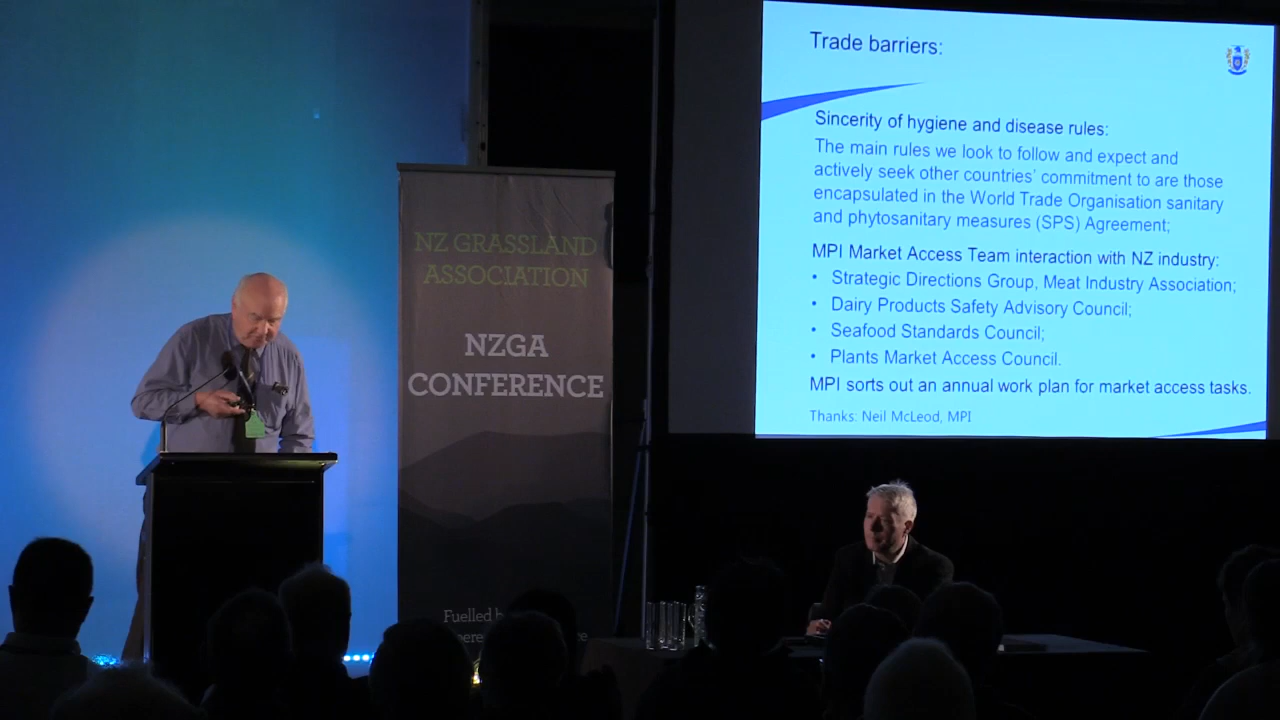 NZ GRASSLAND
ASSOCIATION
NZGA
CONFERENCE
Fuelled
Trade barriers:
Sincerity of hygiene and disease rules:
The main rules we look to follow and expect and
actively seek other countries' commitment to are those
encapsulated in the World Trade Organisation sanitary
and phytosanitary measures (SPS) Agreement;
MPI Market Access Team interaction with NZ industry:
• Strategic Directions Group, Meat Industry Association;
• Dairy Products Safety Advisory Council;
• Seafood Standards Council;
• Plants Market Access Council.
MPI sorts out an annual work plan for market access tasks.
Thanks: Neil McLeod, MPI